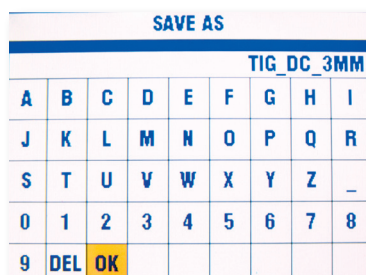 SAVE AS
TIG_DC_3MM
A B C D E F G H I
J K L M N O P Q R
S T U V W X Y Z _
0 1 2 3 4 5 6 7 8
9 DEL OK